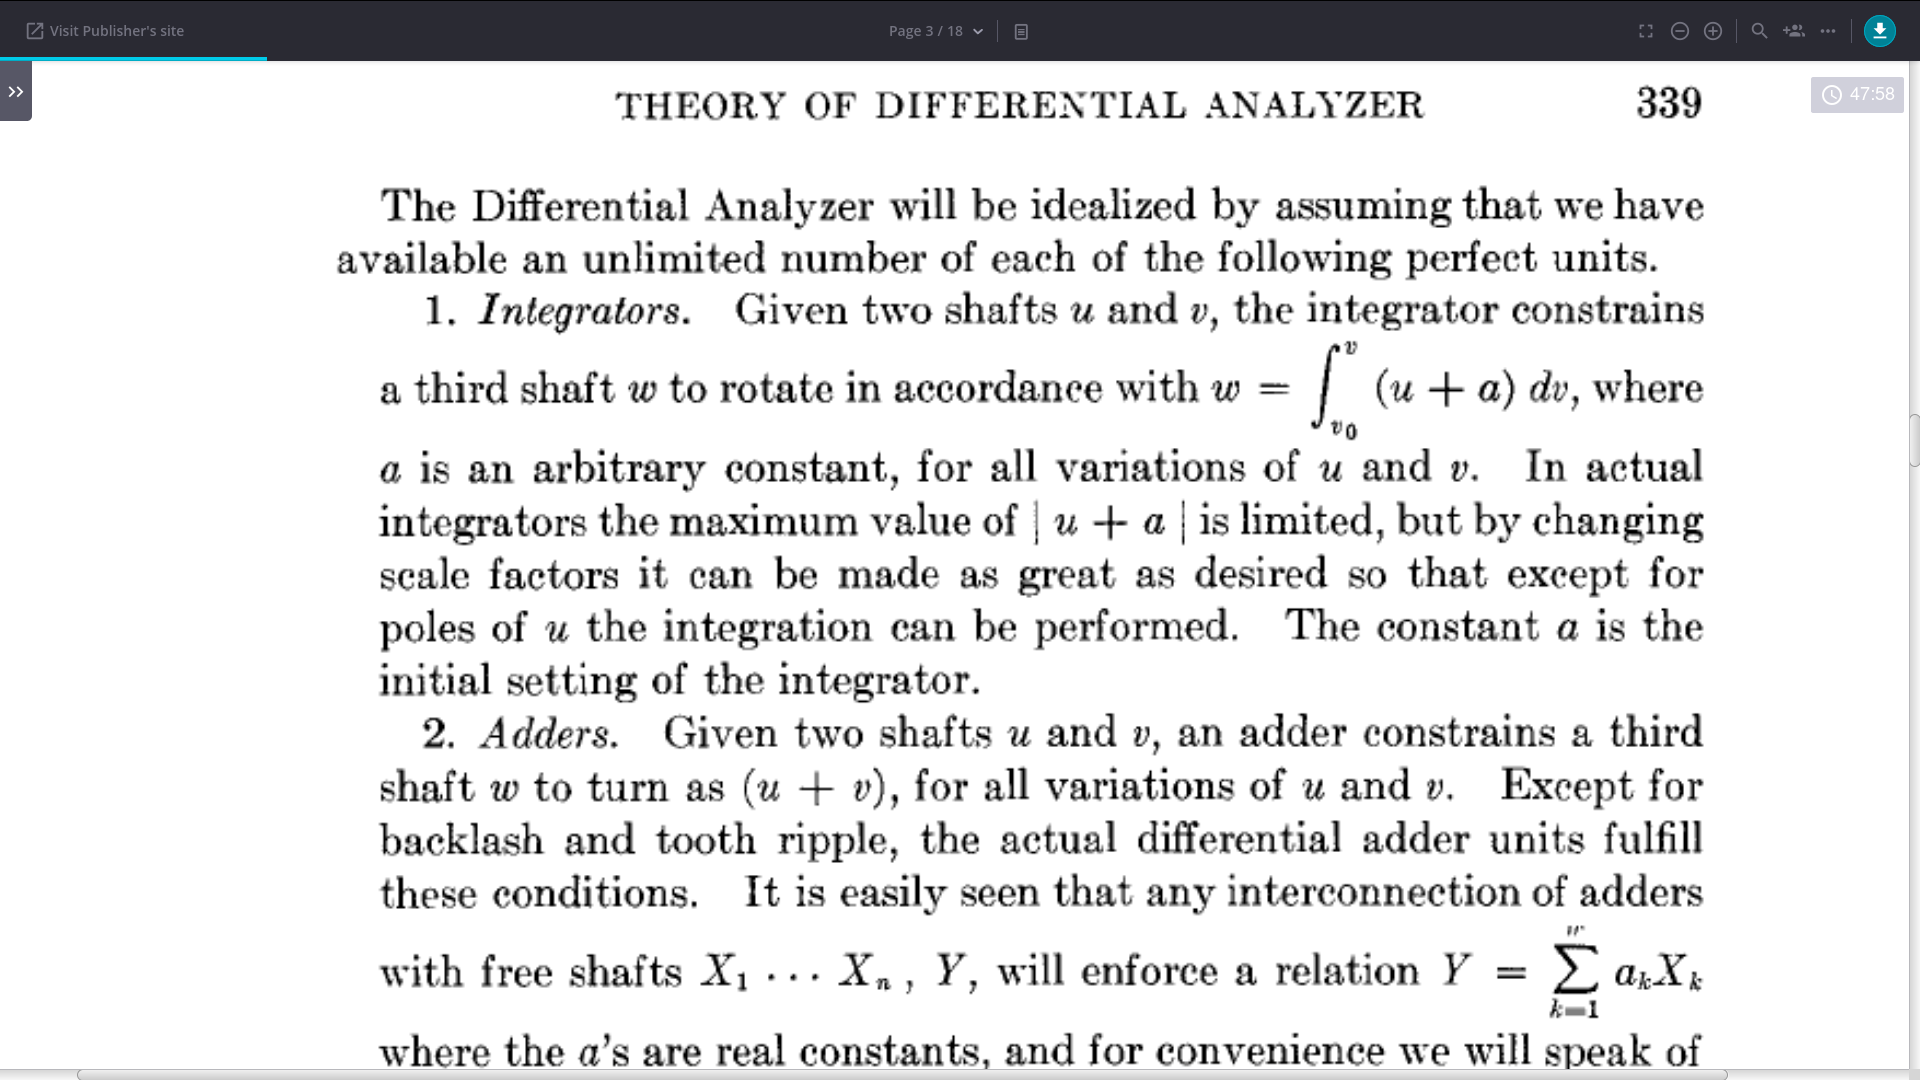 Visit Publisher's site
Page 3 / 18
47:58
THEORY OF DIFFERENTIAL ANALYZER 339
The Differential Analyzer will be idealized by assuming that we have
available an unlimited number of each of the following perfect units.
1. Integrators. Given two shafts u and v, the integrator constrains
a third shaft w to rotate in accordance with w = ∫_{v_0}^{v} (u + a) dv, where
a is an arbitrary constant, for all variations of u and v. In actual
integrators the maximum value of | u + a | is limited, but by changing
scale factors it can be made as great as desired so that except for
poles of u the integration can be performed. The constant a is the
initial setting of the integrator.
2. Adders. Given two shafts u and v, an adder constrains a third
shaft w to turn as (u + v), for all variations of u and v. Except for
backlash and tooth ripple, the actual differential adder units fulfill
these conditions. It is easily seen that any interconnection of adders
with free shafts X₁ · · · Xₙ , Y, will enforce a relation Y = ∑_{k=1} aₖXₖ
where the a's are real constants, and for convenience we will speak of